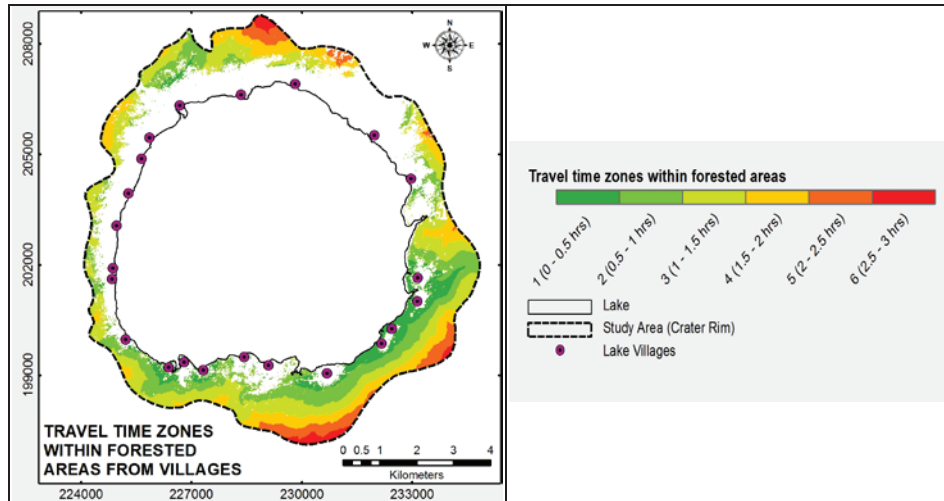 N
W E
S
208000
205000
202000
199000
TRAVEL TIME ZONES
WITHIN FORESTED
AREAS FROM VILLAGES
0 0.5 1 2 3 4
Kilometers
224000 227000 230000 233000
Travel time zones within forested areas
1 (0 - 0.5 hrs)
2 (0.5 - 1 hrs)
3 (1 - 1.5 hrs)
4 (1.5 - 2 hrs)
5 (2 - 2.5 hrs)
6 (2.5 - 3 hrs)
Lake
Study Area (Crater Rim)
Lake Villages